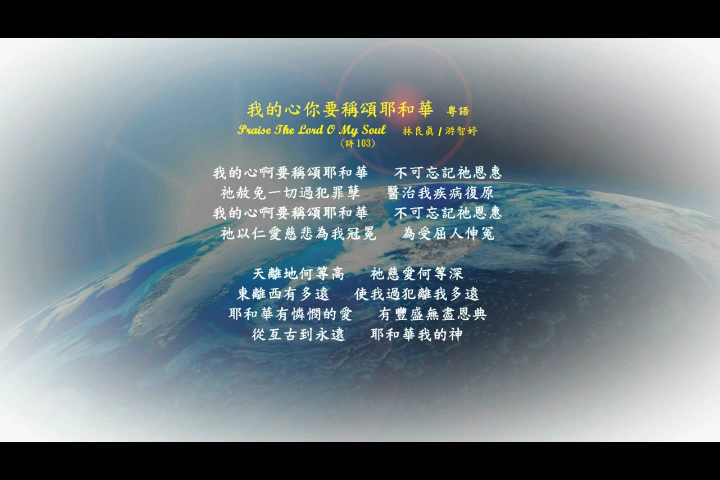 我的心你要稱頌耶和華 粵語
Praise The Lord O My Soul 林良真 / 游智婷
(詩 103)
我的心啊要稱頌耶和華 不可忘記祂恩惠
祂赦免一切過犯罪孽 醫治我疾病復原
我的心啊要稱頌耶和華 不可忘記祂恩惠
祂以仁愛慈悲為我冠冕 為受屈人伸冤
天離地何等高 祂慈愛何等深
東離西有多遠 使我過犯離我多遠
耶和華有憐憫的愛 有豐盛無盡恩典
從亙古到永遠 耶和華我的神